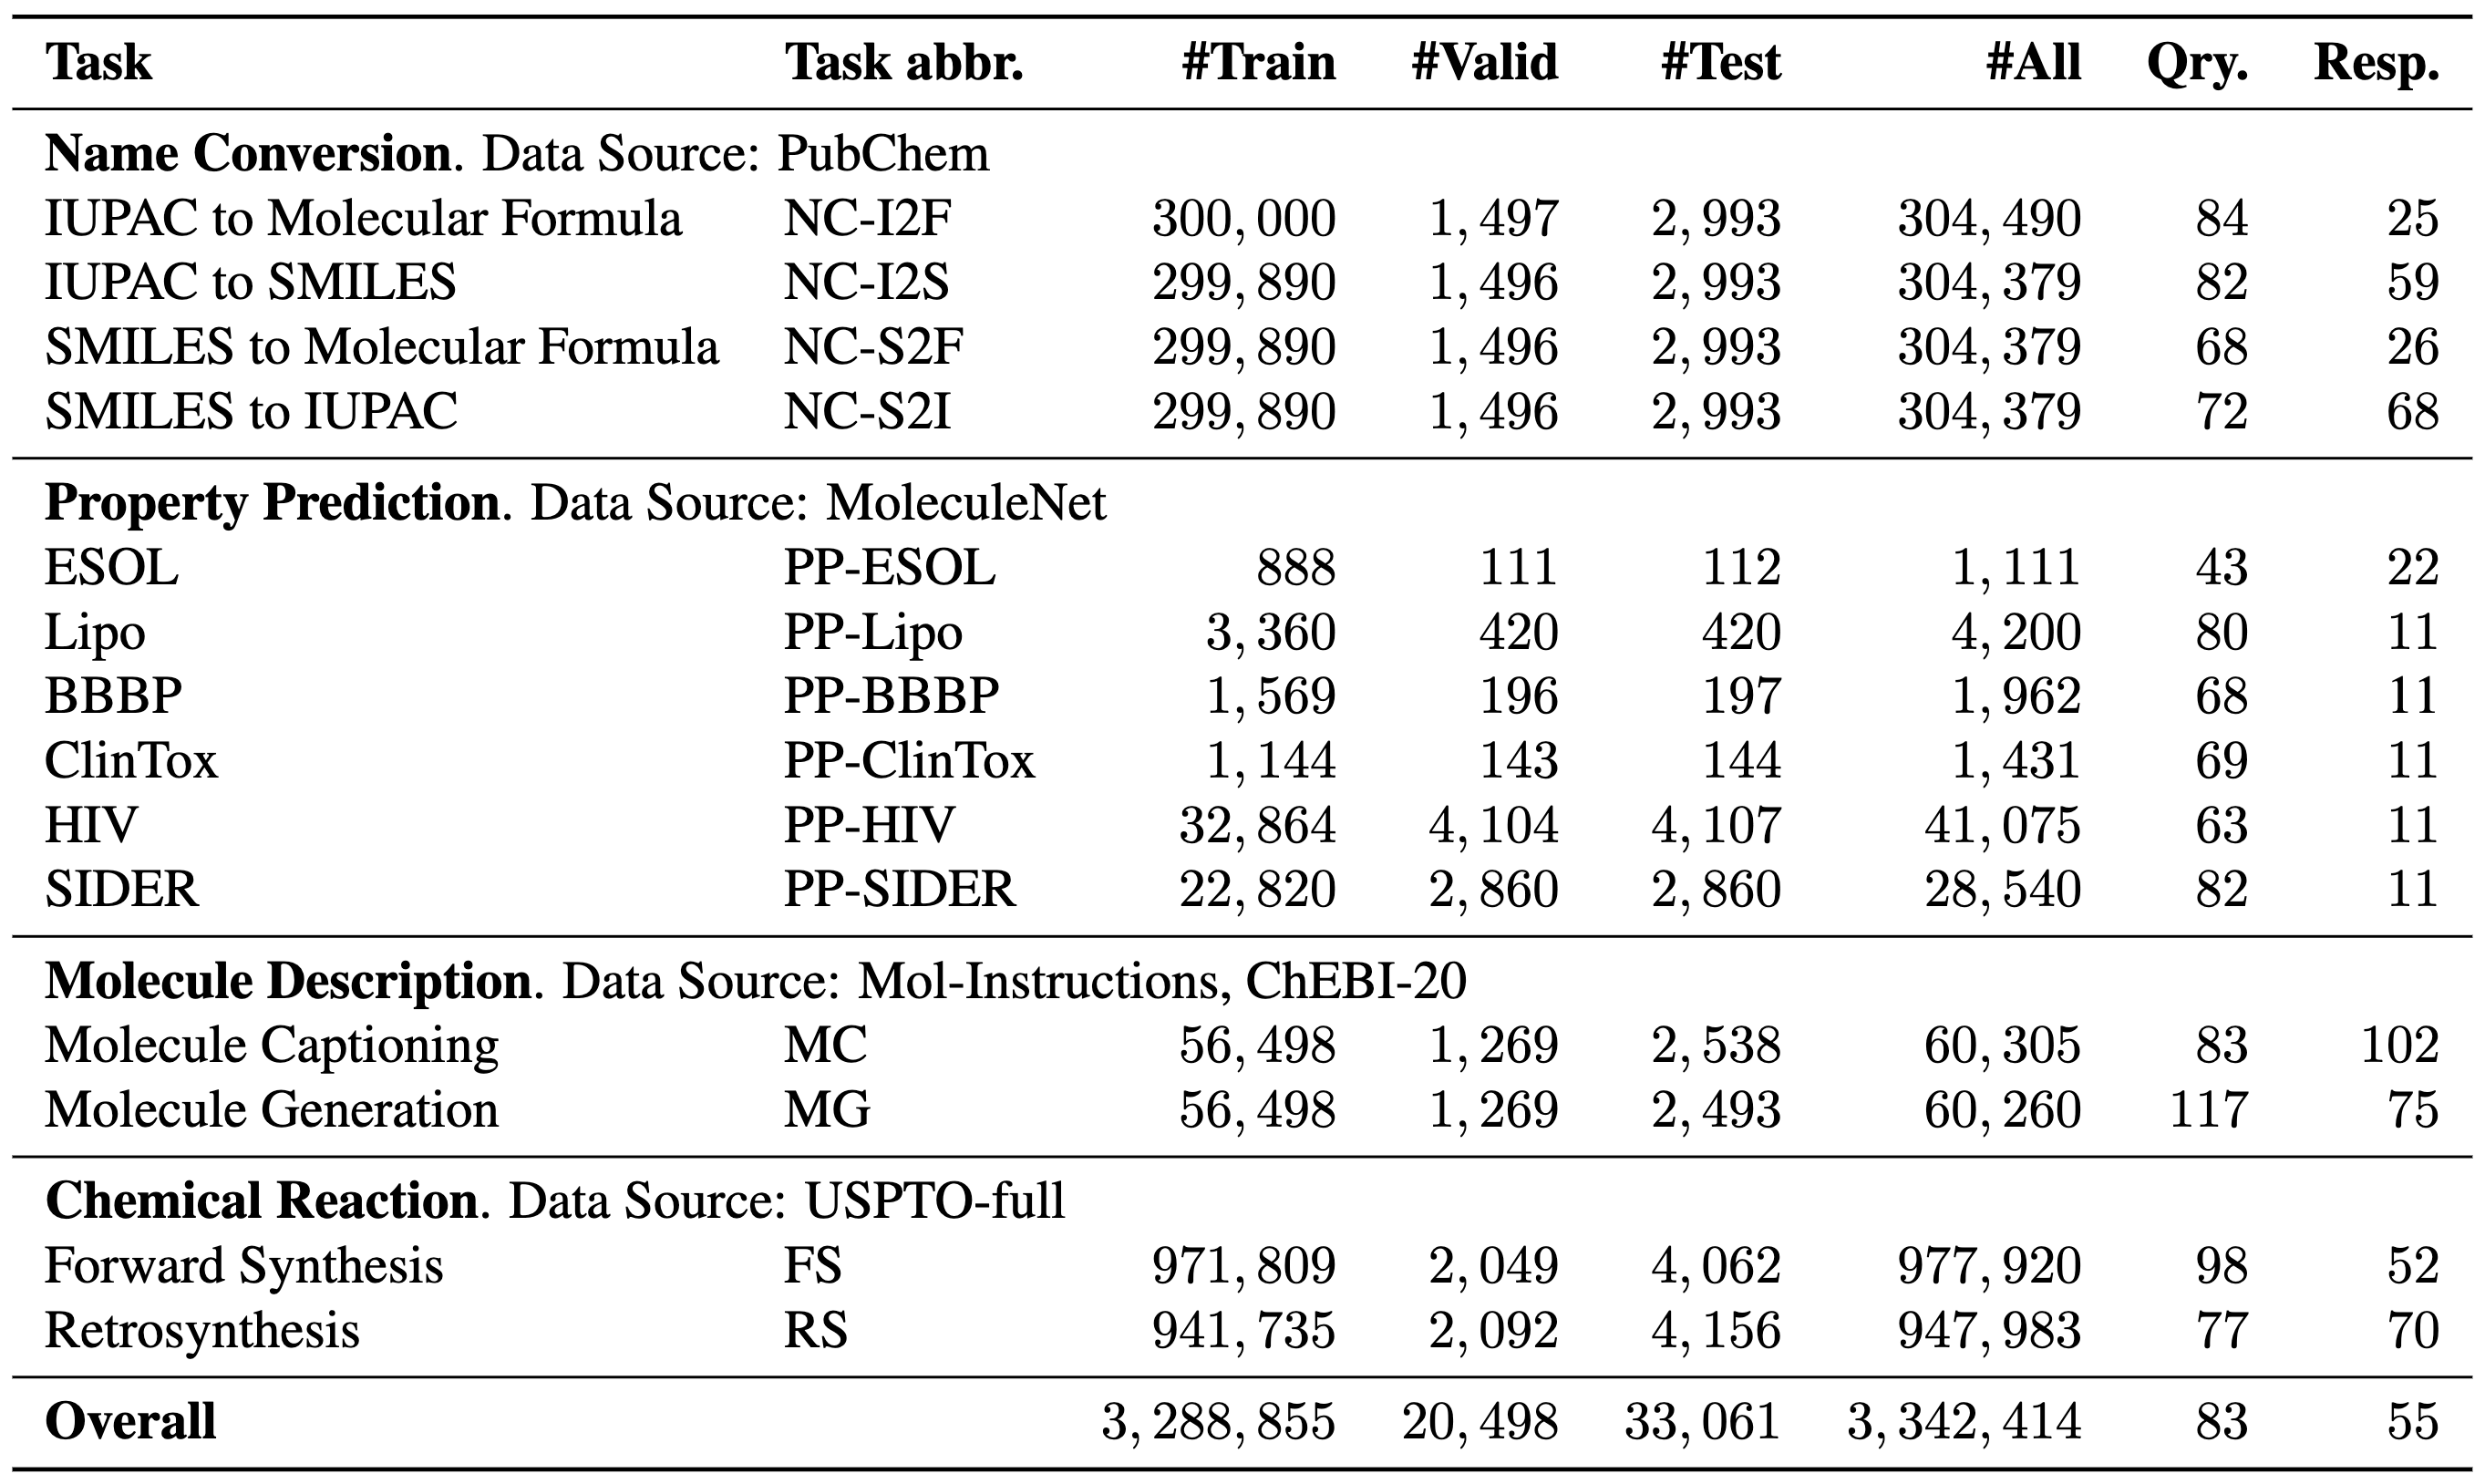 Task Task abbr. #Train #Valid #Test #All Qry. Resp.
Name Conversion. Data Source: PubChem
IUPAC to Molecular Formula NC-I2F 300,000 1,497 2,993 304,490 84 25
IUPAC to SMILES NC-I2S 299,890 1,496 2,993 304,379 82 59
SMILES to Molecular Formula NC-S2F 299,890 1,496 2,993 304,379 68 26
SMILES to IUPAC NC-S2I 299,890 1,496 2,993 304,379 72 68
Property Prediction. Data Source: MoleculeNet
ESOL PP-ESOL 888 111 112 1,111 43 22
Lipo PP-Lipo 3,360 420 420 4,200 80 11
BBBP PP-BBBP 1,569 196 197 1,962 68 11
ClinTox PP-ClinTox 1,144 143 144 1,431 69 11
HIV PP-HIV 32,864 4,104 4,107 41,075 63 11
SIDER PP-SIDER 22,820 2,860 2,860 28,540 82 11
Molecule Description. Data Source: Mol-Instructions, ChEBI-20
Molecule Captioning MC 56,498 1,269 2,538 60,305 83 102
Molecule Generation MG 56,498 1,269 2,493 60,260 117 75
Chemical Reaction. Data Source: USPTO-full
Forward Synthesis FS 971,809 2,049 4,062 977,920 98 52
Retrosynthesis RS 941,735 2,092 4,156 947,983 77 70
Overall 3,288,855 20,498 33,061 3,342,414 83 55